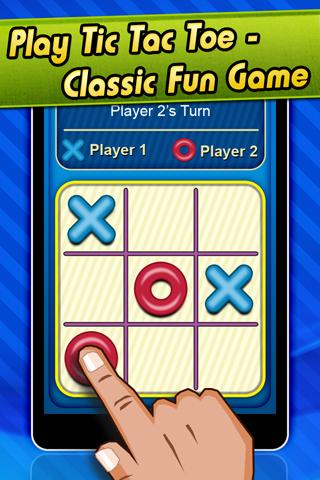 Play Tic Tac Toe -
Classic Fun Game
Player 2's Turn
Player 1
Player 2